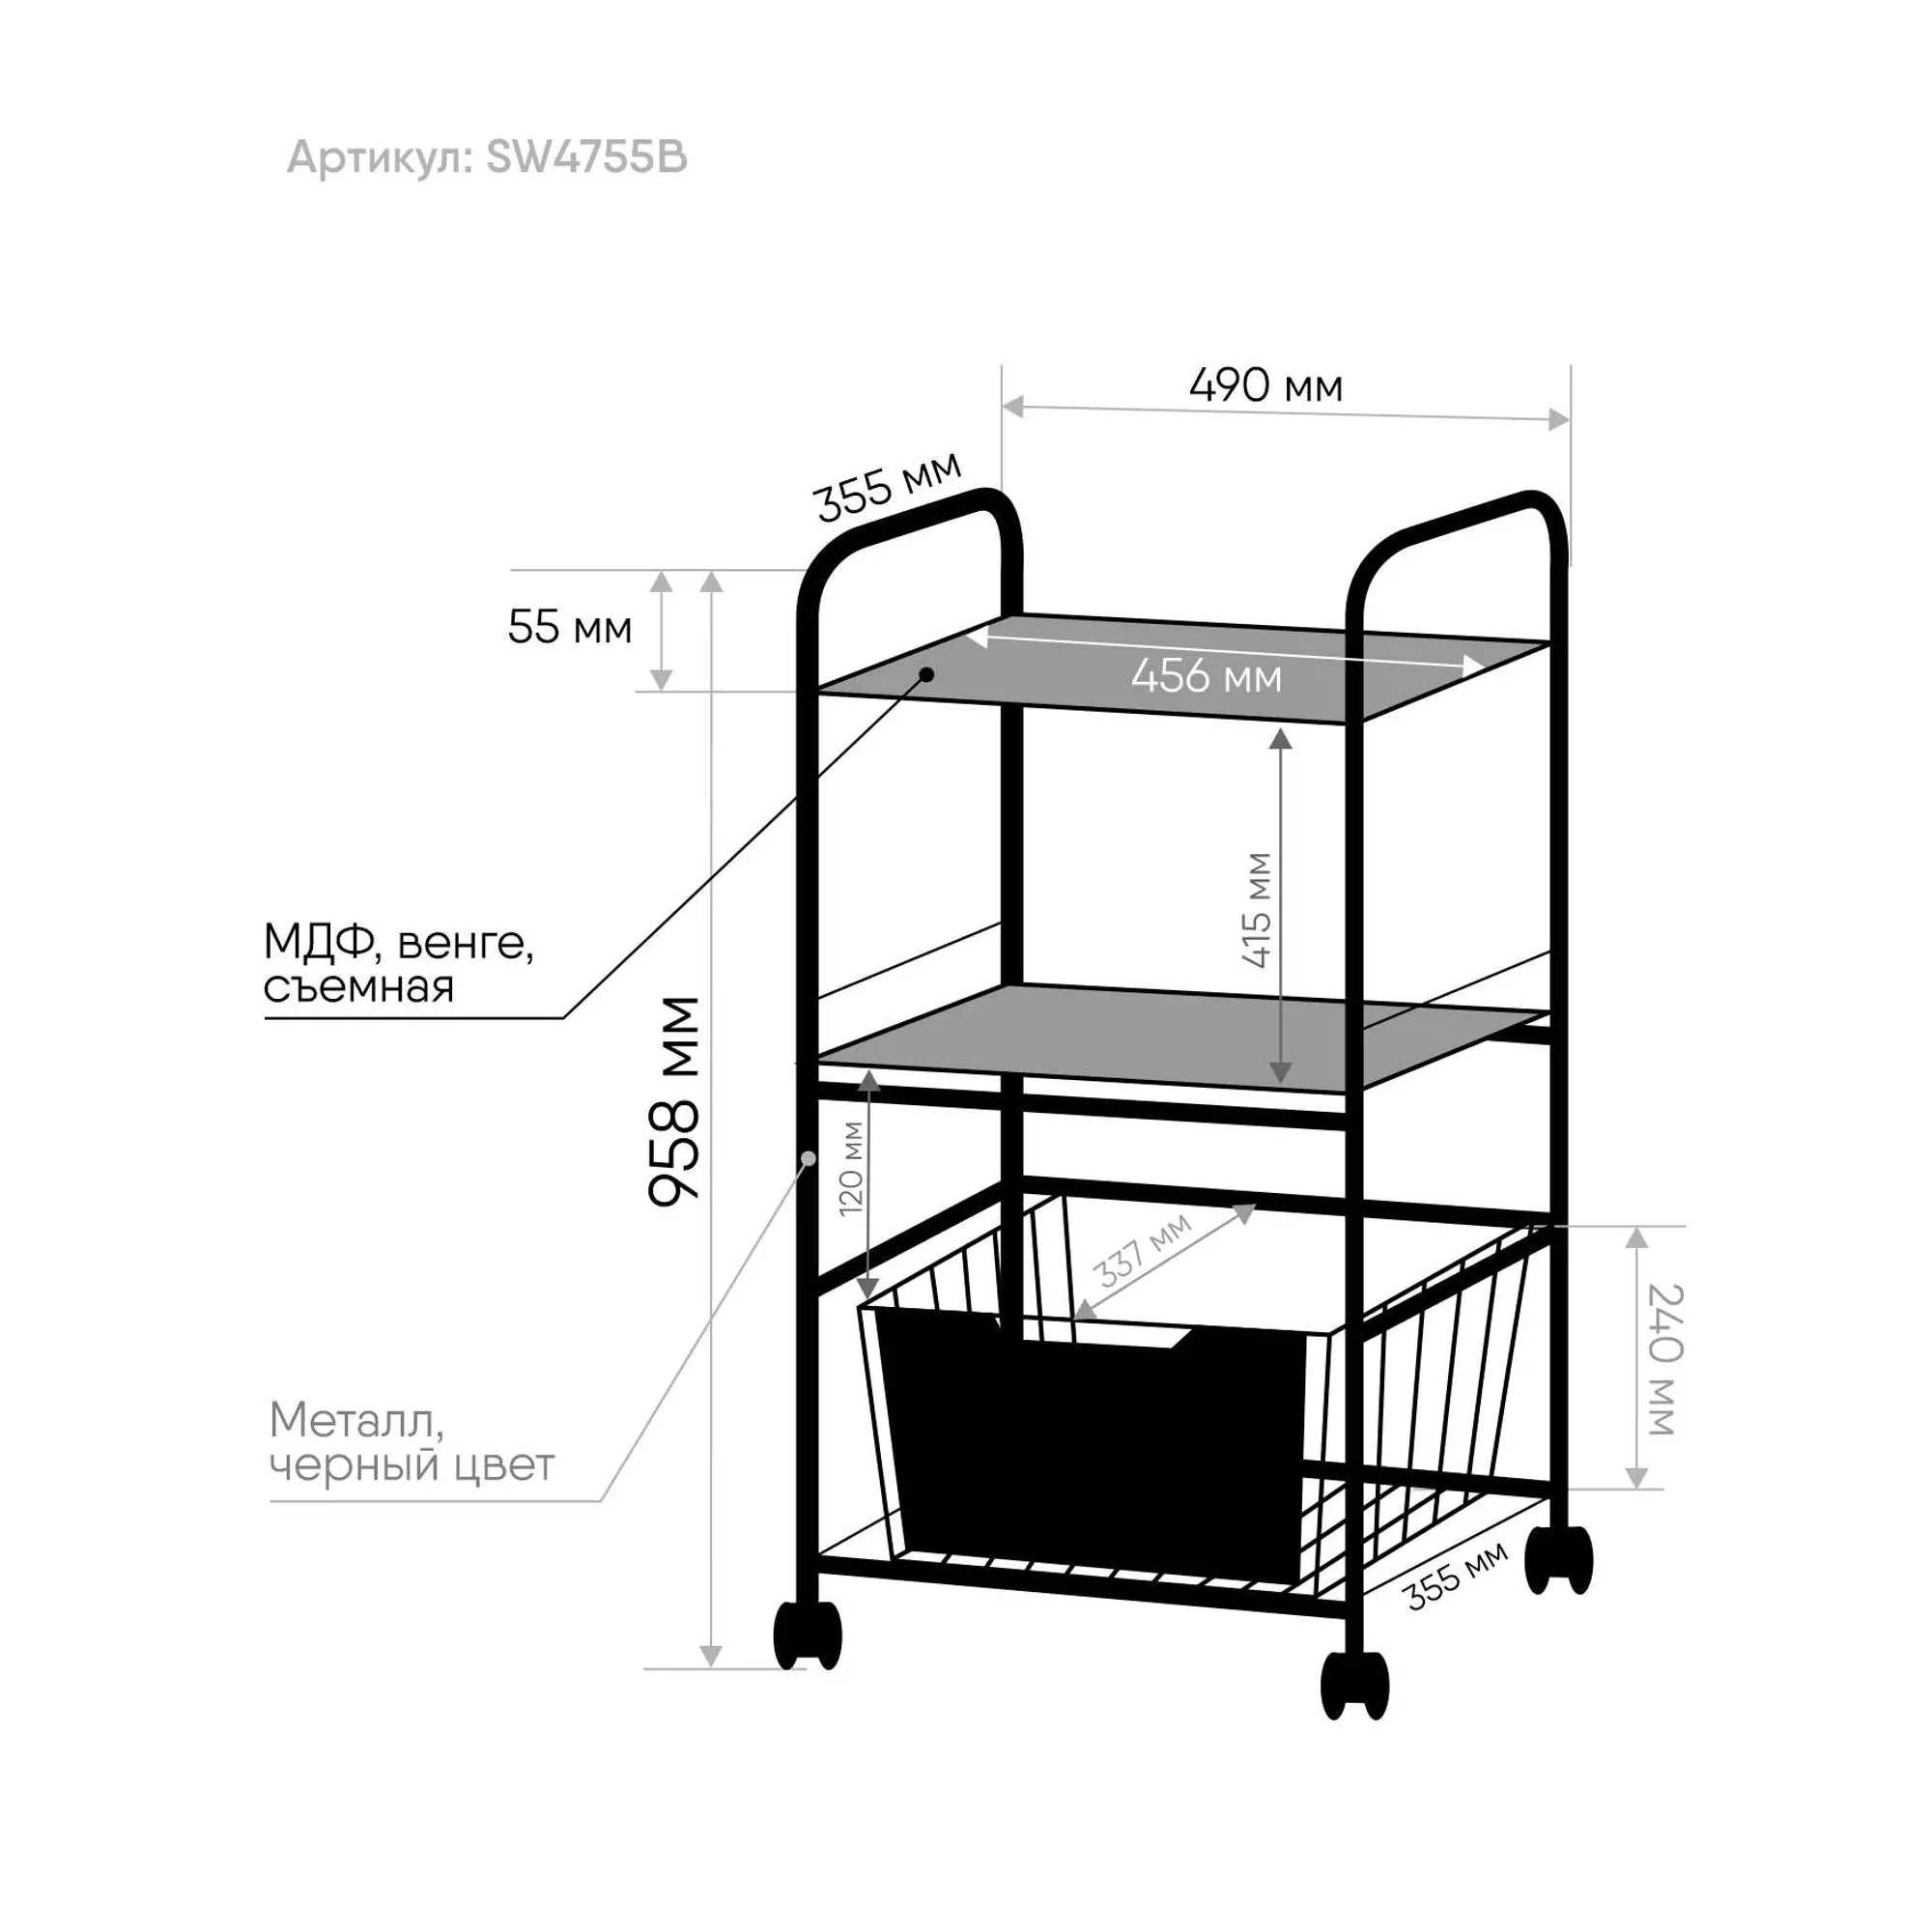 Артикул: SW4755B
490 мм
355 мм
55 мм
456 мм
415 мм
МДФ, венге,
съемная
958 мм
120 мм
337 мм
240 мм
Металл,
черный цвет
355 мм